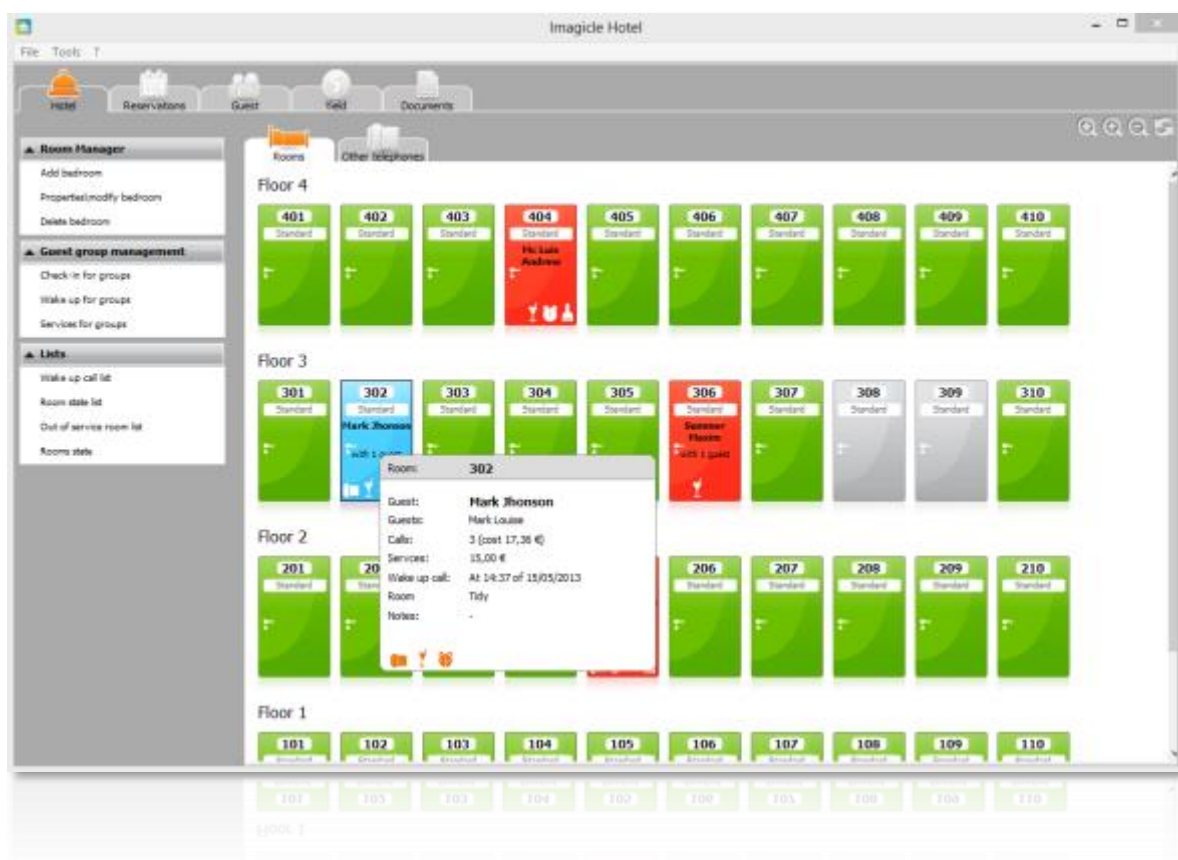 Imagicle Hotel
File Tools ?
Hotel Reservations Guest Yield Documents
Room Manager
Add bedroom
Properties\modify bedroom
Delete bedroom
Guest group management
Check-in for groups
Wake up for groups
Services for groups
Lists
Wake up call list
Room state list
Out of service room list
Rooms state
Rooms Other telephones
Floor 4
401 402 403 404 405 406 407 408 409 410
Standard Standard Standard Standard Standard Standard Standard Standard Standard Standard
Andrew
Floor 3
301 302 303 304 305 306 307 308 309 310
Standard Standard Standard Standard Standard Standard Standard Standard Standard Standard
Mark Jhonson
with 1 guest
Room: 302
Guest: Mark Jhonson
Guests: Mark Louise
Calls: 3 (cost 17,36 €)
Services: 15,00 €
Wake up call: At 14:37 of 15/05/2013
Room Tidy
Notes: -
Floor 2
201 20 206 207 208 209 210
Standard Standard Standard Standard Standard Standard
Floor 1
101 102 103 104 105 106 107 108 109 110